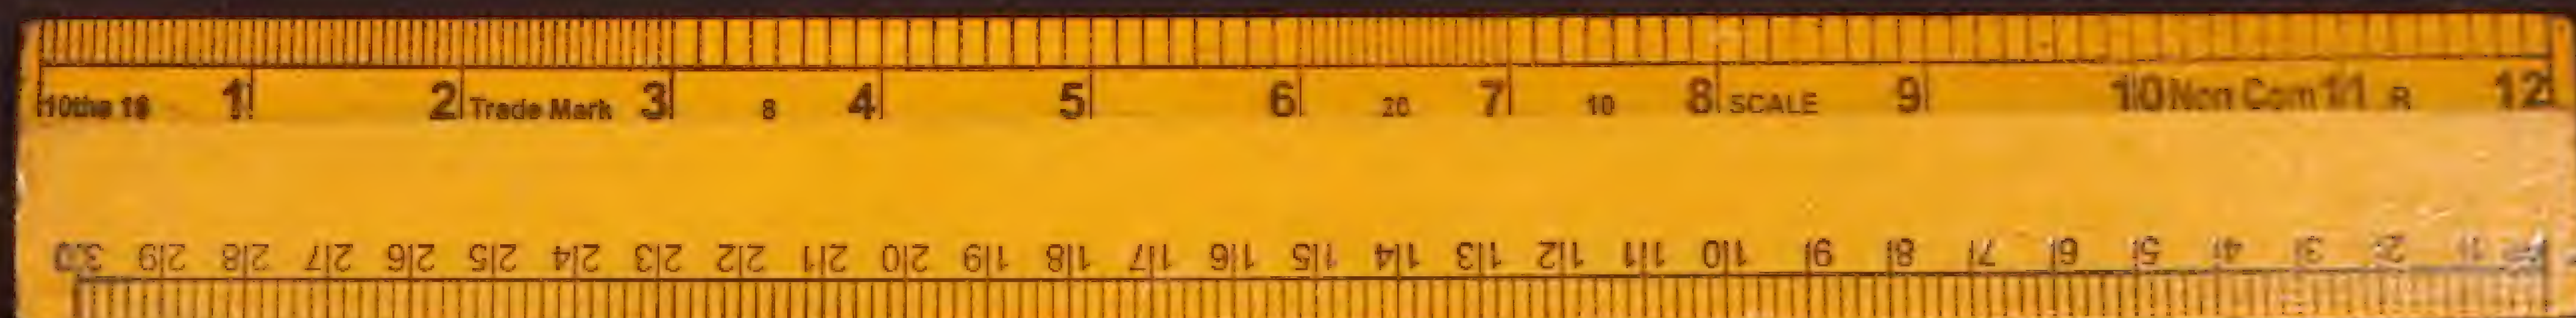 10ths 16 1 2 Trade Mark 3 8 4 5 6 20 7 10 8 SCALE 9 10 Non Com 11 R 12
30 29 28 27 26 25 24 23 22 21 20 19 18 17 16 15 14 13 12 11 10 9 8 7 6 5 4 3 2 1